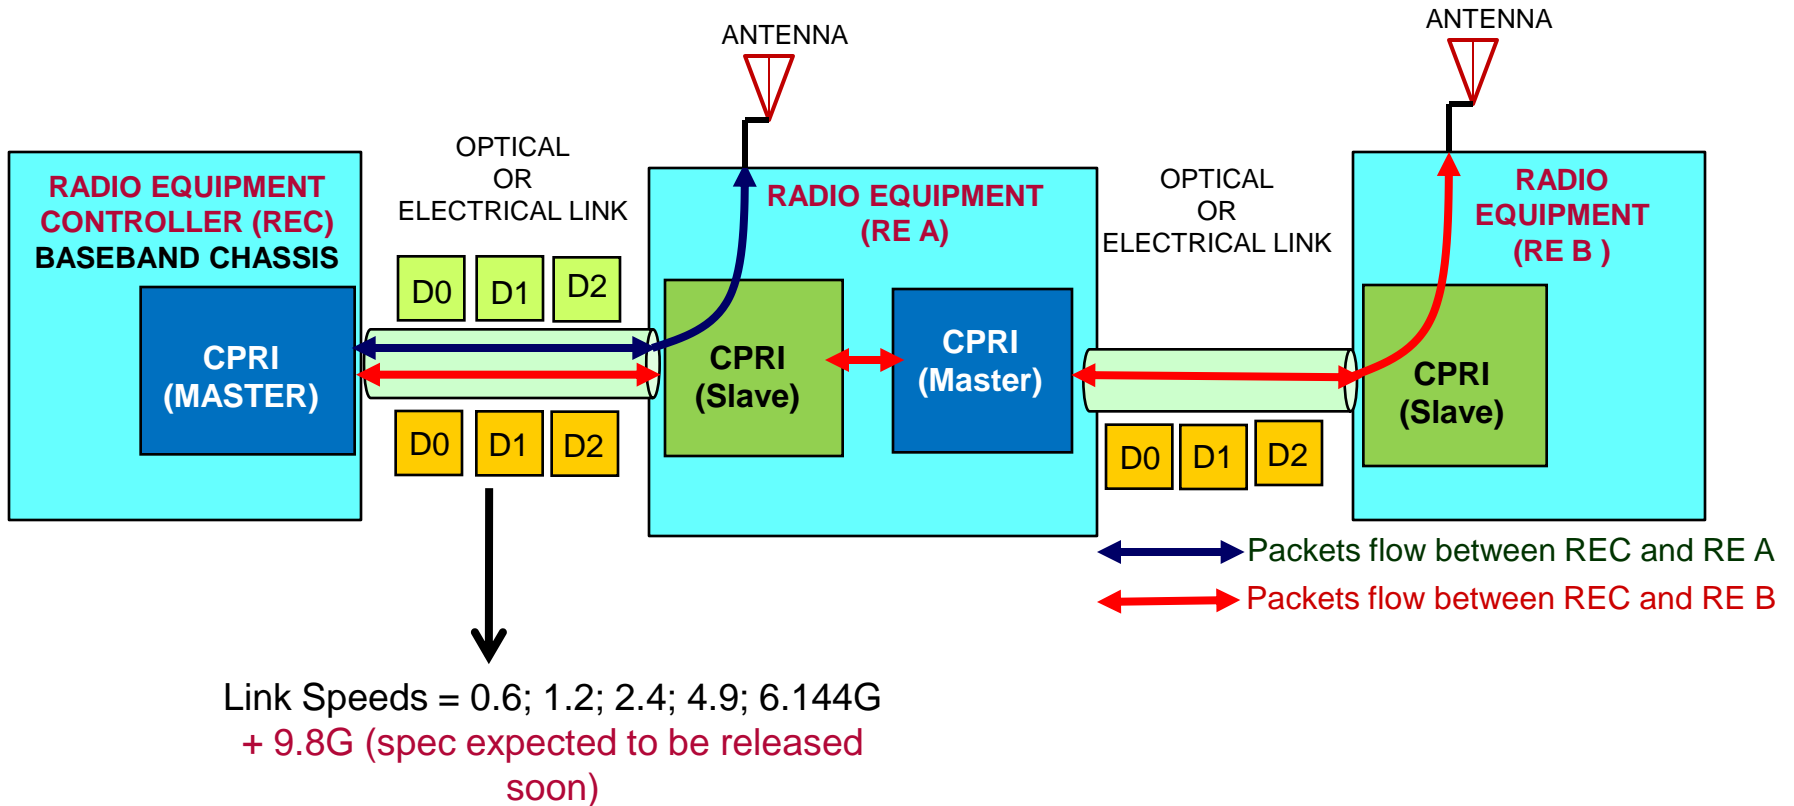 ANTENNA
ANTENNA
RADIO EQUIPMENT
CONTROLLER (REC)
BASEBAND CHASSIS
CPRI
(MASTER)
OPTICAL
OR
ELECTRICAL LINK
D0 D1 D2
D0 D1 D2
RADIO EQUIPMENT
(RE A)
CPRI
(Slave)
CPRI
(Master)
OPTICAL
OR
ELECTRICAL LINK
D0 D1 D2
RADIO
EQUIPMENT
(RE B )
CPRI
(Slave)
Packets flow between REC and RE A
Packets flow between REC and RE B
Link Speeds = 0.6; 1.2; 2.4; 4.9; 6.144G
+ 9.8G (spec expected to be released
soon)